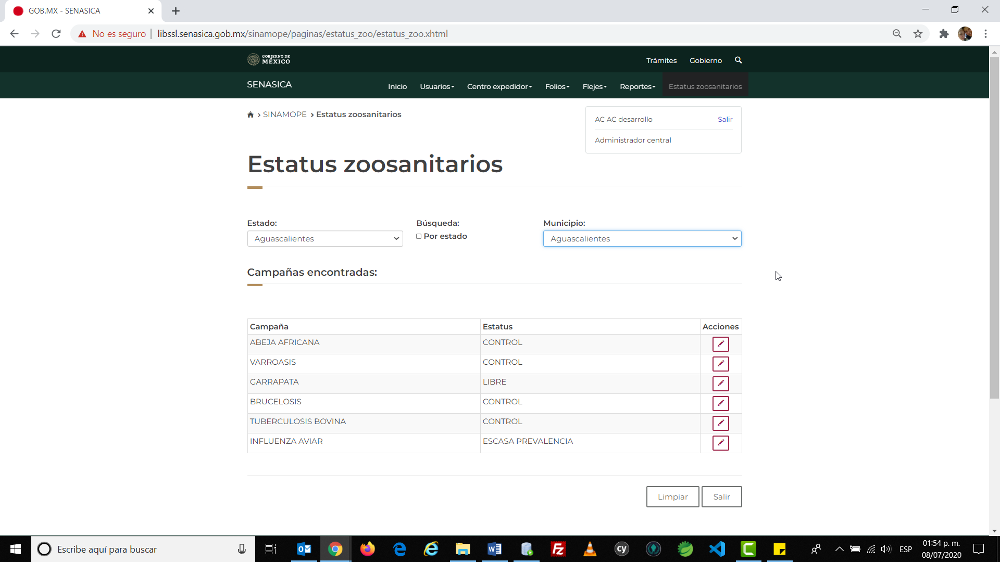 GOB.MX - SENASICA
No es seguro | libssl.senasica.gob.mx/sinamope/paginas/estatus_zoo/estatus_zoo.xhtml
GOBIERNO DE MÉXICO
Trámites Gobierno
SENASICA
Inicio Usuarios Centro expedidor Folios Flejes Reportes Estatus zoosanitarios
SINAMOPE Estatus zoosanitarios
AC AC desarrollo Salir
Administrador central
Estatus zoosanitarios
Estado: Búsqueda: Municipio:
Aguascalientes Por estado Aguascalientes
Campañas encontradas:
Campaña Estatus Acciones
ABEJA AFRICANA CONTROL
VARROASIS CONTROL
GARRAPATA LIBRE
BRUCELOSIS CONTROL
TUBERCULOSIS BOVINA CONTROL
INFLUENZA AVIAR ESCASA PREVALENCIA
Limpiar Salir
Escribe aquí para buscar
ESP
01:54 p. m.
08/07/2020